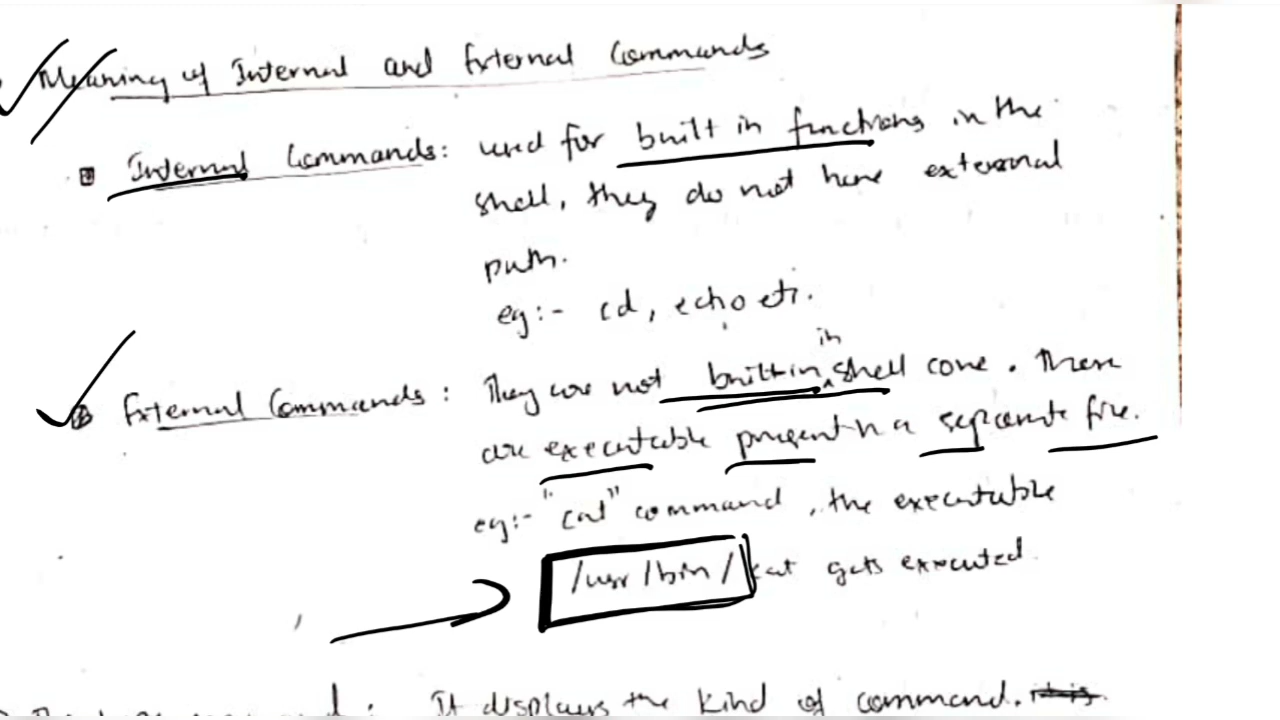 Meaning of Internal and External Commands
Internal Commands: used for built in functions in the
shell, they do not have external
path.
eg:- cd, echo etc.
External Commands: They are not built in in shell core. These
are executable present in a separate file.
eg:- "cat" command, the executable
/usr/bin/cat gets executed.
: It displays the kind of command.